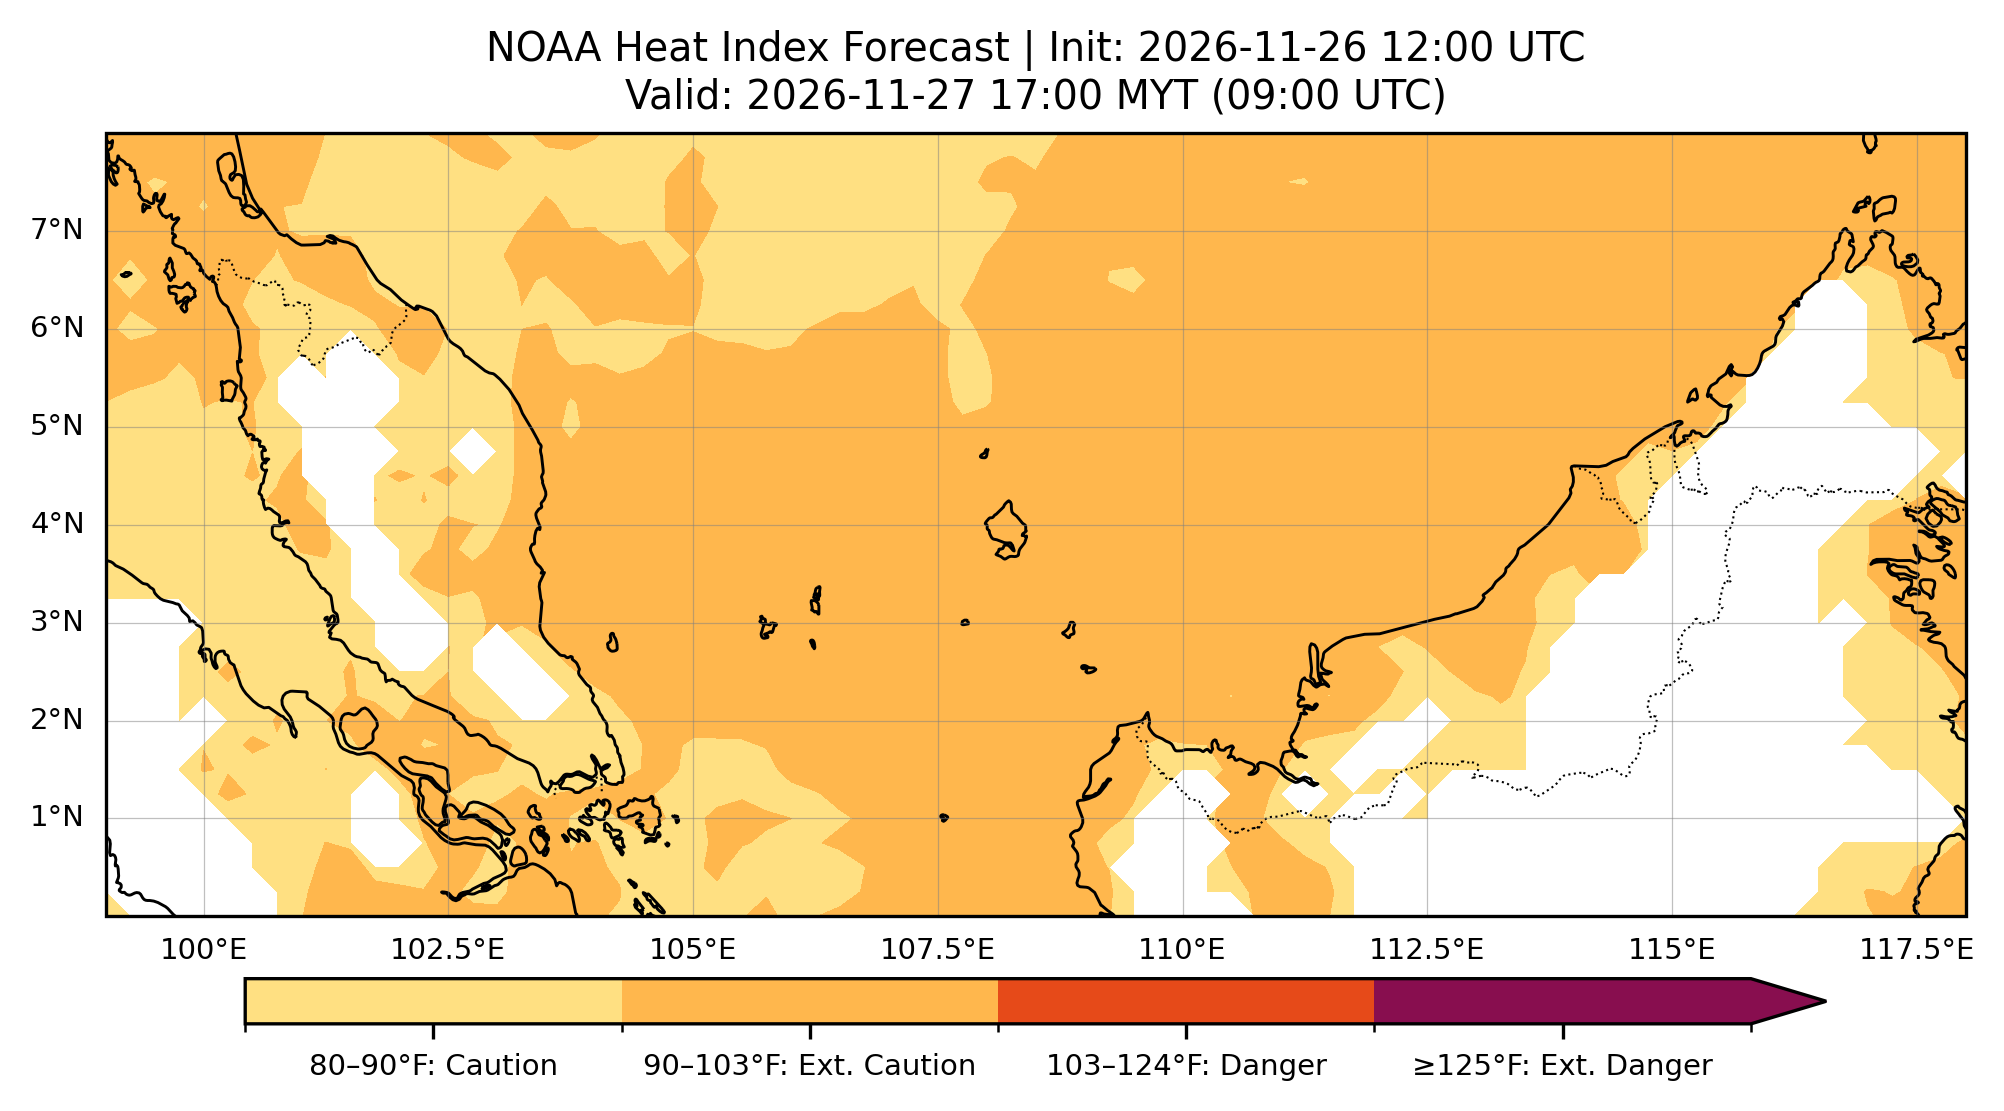 NOAA Heat Index Forecast | Init: 2026-11-26 12:00 UTC
Valid: 2026-11-27 17:00 MYT (09:00 UTC)
7°N
6°N
5°N
4°N
3°N
2°N
1°N
100°E 102.5°E 105°E 107.5°E 110°E 112.5°E 115°E 117.5°E
80–90°F: Caution 90–103°F: Ext. Caution 103–124°F: Danger ≥125°F: Ext. Danger